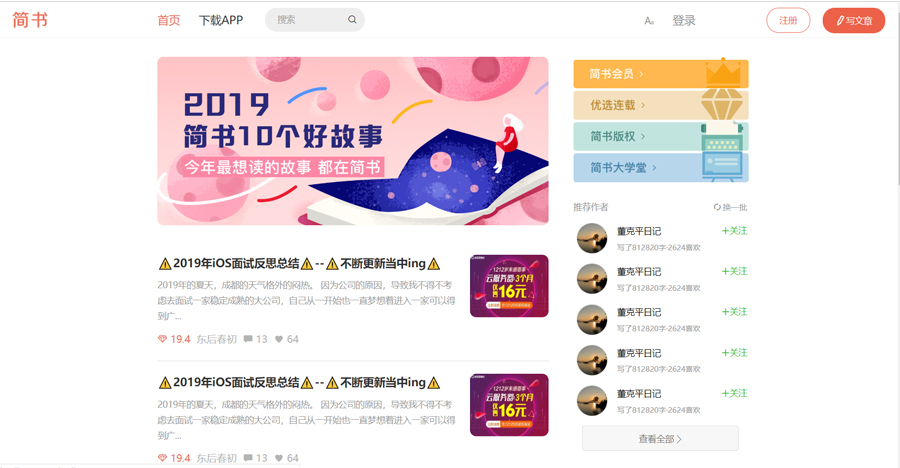 简书
首页
下载APP
搜索
Aa
登录
注册
写文章
2019
简书10个好故事
今年最想读的故事 都在简书
简书会员
优选连载
简书版权
简书大学堂
推荐作者
换一批
董克平日记
+关注
写了812820字·2624喜欢
董克平日记
+关注
写了812820字·2624喜欢
董克平日记
+关注
写了812820字·2624喜欢
董克平日记
+关注
写了812820字·2624喜欢
董克平日记
+关注
写了812820字·2624喜欢
查看全部
⚠️2019年iOS面试反思总结⚠️--⚠️不断更新当中ing⚠️
2019年的夏天，成都的天气格外的闷热。 因为公司的原因，导致我不得不考
虑去面试一家稳定成熟的大公司，自己从一开始也一直梦想着进入一家可以得
到广...
19.4 东后春初 13 64
1212岁末感恩季
云服务器3个月
仅售16元
⚠️2019年iOS面试反思总结⚠️--⚠️不断更新当中ing⚠️
2019年的夏天，成都的天气格外的闷热。 因为公司的原因，导致我不得不考
虑去面试一家稳定成熟的大公司，自己从一开始也一直梦想着进入一家可以得
到广...
19.4 东后春初 13 64
1212岁末感恩季
云服务器3个月
仅售16元